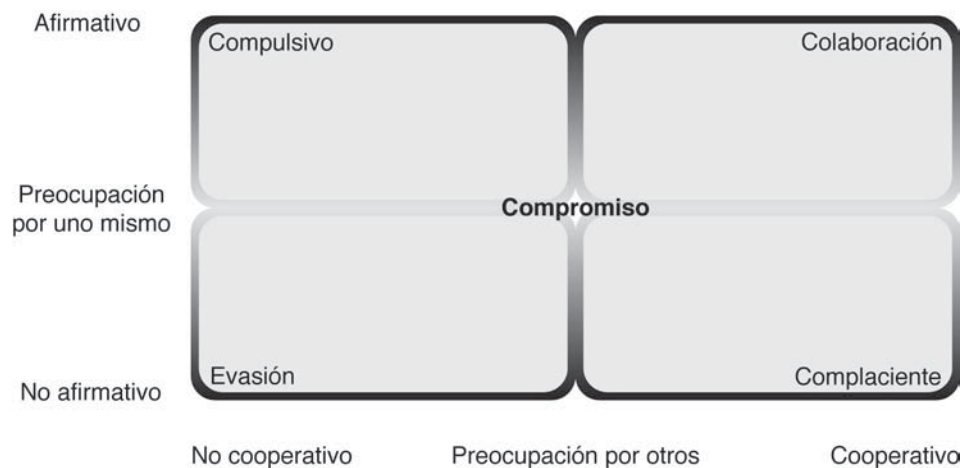 Afirmativo
Compulsivo
Colaboración
Preocupación
por uno mismo
Compromiso
Evasión
Complaciente
No afirmativo
No cooperativo
Preocupación por otros
Cooperativo